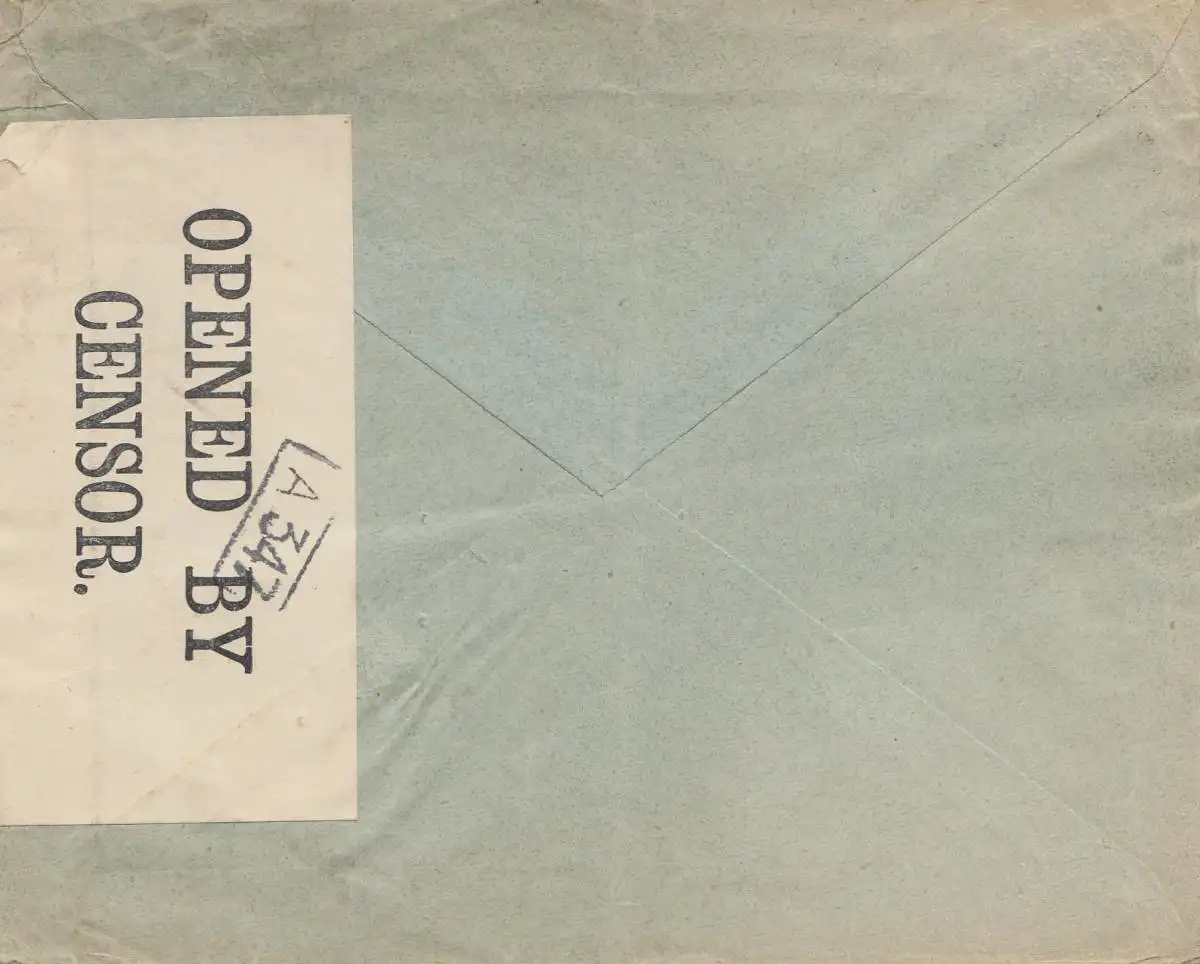 OPENED BY
CENSOR.
A 347